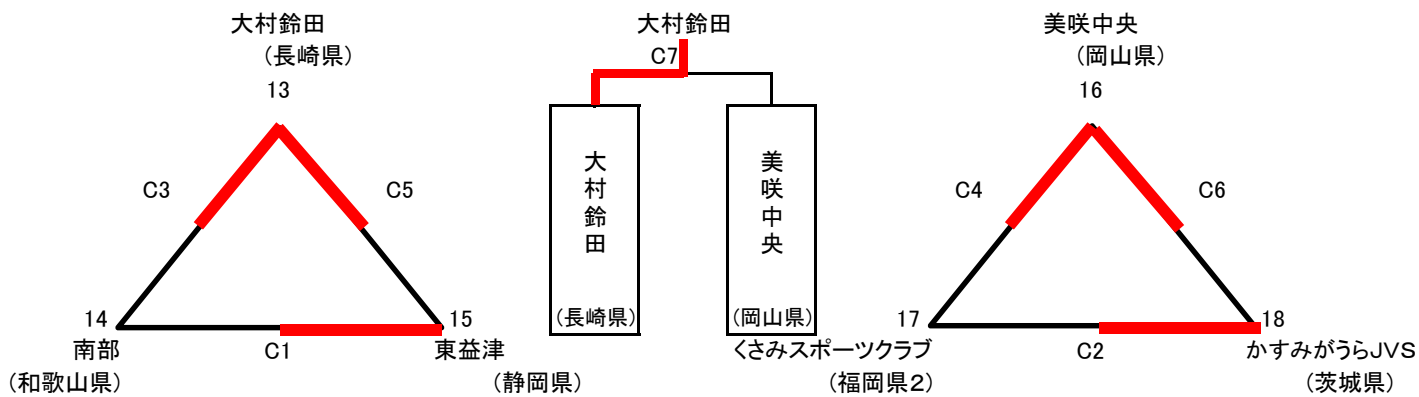 大村鈴田
(長崎県)
13
C3
C5
14
15
南部
C1
東益津
(和歌山県)
(静岡県)
大村鈴田
C7
大村鈴田
(長崎県)
美咲中央
(岡山県)
美咲中央
(岡山県)
16
C4
C6
17
18
くさみスポーツクラブ
C2
かすみがうらJVS
(福岡県2)
(茨城県)